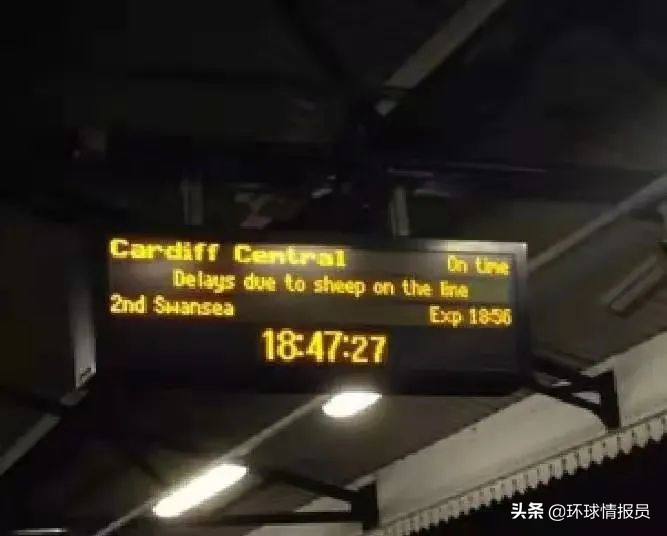 Cardiff Central On time
Delays due to sheep on the line
2nd Swansea Exp 18:56
18:47:27
头条 @环球情报员